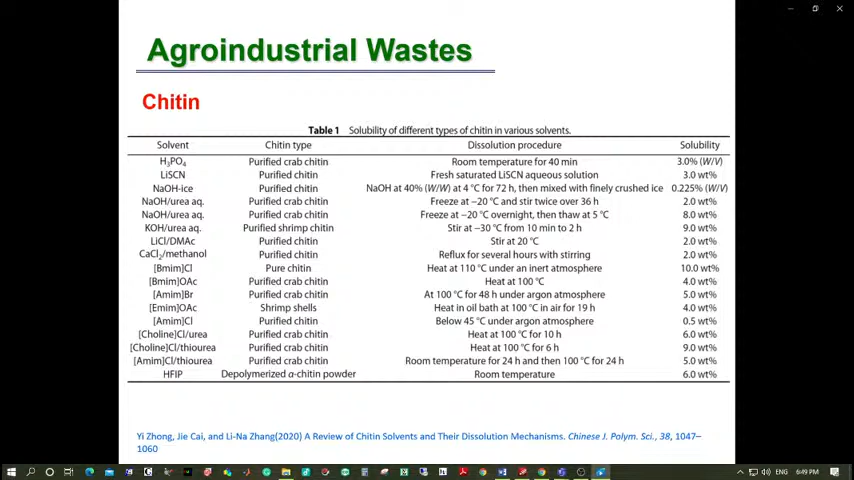 Agroindustrial Wastes
Chitin
Table 1 Solubility of different types of chitin in various solvents.
Solvent Chitin type Dissolution procedure Solubility
H3PO4 Purified crab chitin Room temperature for 40 min 3.0% (W/V)
LiSCN Purified chitin Fresh saturated LiSCN aqueous solution 3.0 wt%
NaOH-ice Purified chitin NaOH at 40% (W/W) at 4 °C for 72 h, then mixed with finely crushed ice 0.225% (W/V)
NaOH/urea aq. Purified crab chitin Freeze at −20 °C and stir twice over 36 h 2.0 wt%
NaOH/urea aq. Purified crab chitin Freeze at −20 °C overnight, then thaw at 5 °C 8.0 wt%
KOH/urea aq. Purified shrimp chitin Stir at −30 °C from 10 min to 2 h 9.0 wt%
LiCl/DMAc Purified chitin Stir at 20 °C 2.0 wt%
CaCl2/methanol Purified chitin Reflux for several hours with stirring 2.0 wt%
[Bmim]Cl Pure chitin Heat at 110 °C under an inert atmosphere 10.0 wt%
[Bmim]OAc Purified crab chitin Heat at 100 °C 4.0 wt%
[Amim]Br Purified crab chitin At 100 °C for 48 h under argon atmosphere 5.0 wt%
[Emim]OAc Shrimp shells Heat in oil bath at 100 °C in air for 19 h 4.0 wt%
[Amim]Cl Purified chitin Below 45 °C under argon atmosphere 0.5 wt%
[Choline]Cl/urea Purified crab chitin Heat at 100 °C for 10 h 6.0 wt%
[Choline]Cl/thiourea Purified crab chitin Heat at 100 °C for 6 h 9.0 wt%
[Amim]Cl/thiourea Purified crab chitin Room temperature for 24 h and then 100 °C for 24 h 5.0 wt%
HFIP Depolymerized α-chitin powder Room temperature 6.0 wt%
Yi Zhong, Jie Cai, and Li-Na Zhang(2020) A Review of Chitin Solvents and Their Dissolution Mechanisms. Chinese J. Polym. Sci., 38, 1047–
1060
ENG 6:49 PM